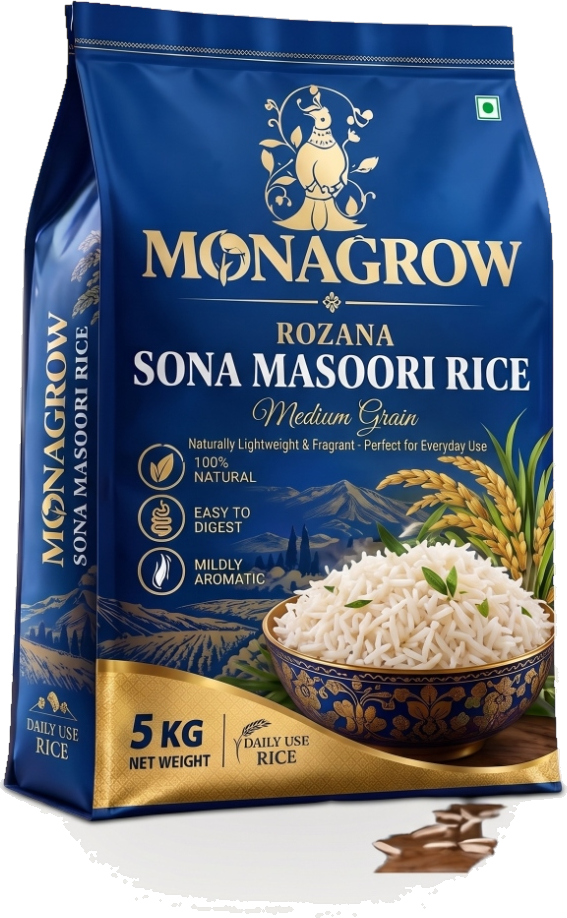 MONAGROW
ROZANA
SONA MASOORI RICE
Medium Grain
Naturally Lightweight & Fragrant - Perfect for Everyday Use
100%
NATURAL
EASY TO
DIGEST
MILDLY
AROMATIC
5 KG
NET WEIGHT
DAILY USE
RICE
MONAGROW
SONA MASOORI RICE
DAILY USE
RICE